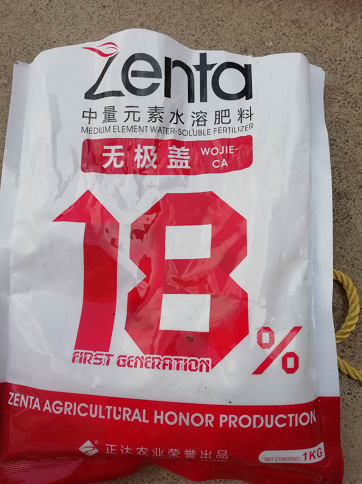 Zenta
中量元素水溶肥料
MEDIUM ELEMENT WATER-SOLUBLE FERTILIZER
无极盖 WOJIE-
CA
18%
FIRST GENERATION
ZENTA AGRICULTURAL HONOR PRODUCTION
正达农业荣誉出品
NET CONTENT: 1KG